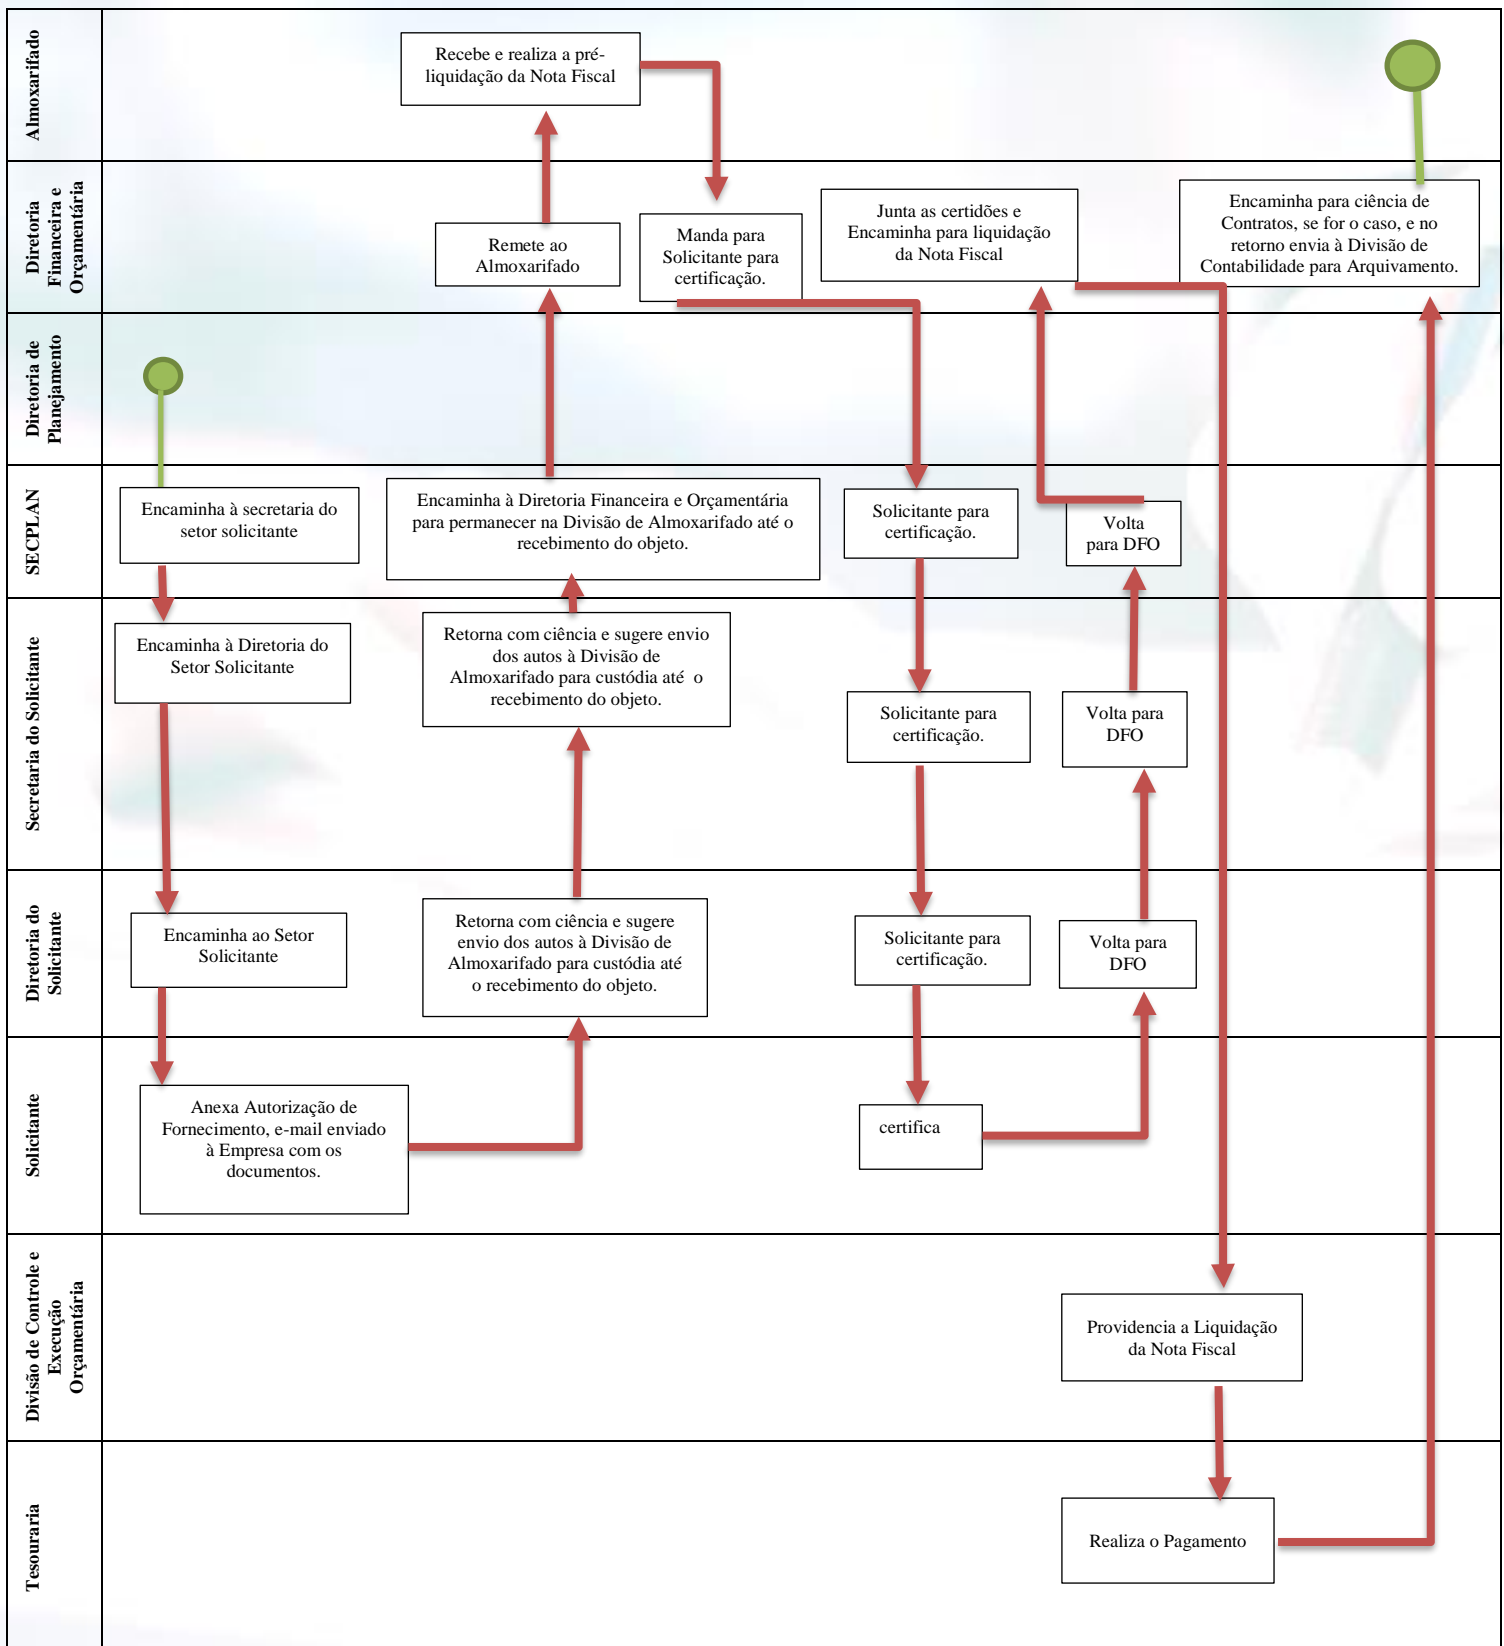 Almoxarifado
Recebe e realiza a pré-
liquidação da Nota Fiscal
Diretoria
Financeira e
Orçamentária
Remete ao
Almoxarifado
Manda para
Solicitante para
certificação.
Junta as certidões e
Encaminha para liquidação
da Nota Fiscal
Encaminha para ciência de
Contratos, se for o caso, e no
retorno envia à Divisão de
Contabilidade para Arquivamento.
Diretoria de
Planejamento
SECPLAN
Encaminha à secretaria do
setor solicitante
Encaminha à Diretoria Financeira e Orçamentária
para permanecer na Divisão de Almoxarifado até o
recebimento do objeto.
Solicitante para
certificação.
Volta
para DFO
Secretaria do Solicitante
Encaminha à Diretoria do
Setor Solicitante
Retorna com ciência e sugere envio
dos autos à Divisão de
Almoxarifado para custódia até  o
recebimento do objeto.
Solicitante para
certificação.
Volta para
DFO
Diretoria do
Solicitante
Encaminha ao Setor
Solicitante
Retorna com ciência e sugere
envio dos autos à Divisão de
Almoxarifado para custódia até
o recebimento do objeto.
Solicitante para
certificação.
Volta para
DFO
Solicitante
Anexa Autorização de
Fornecimento, e-mail enviado
à Empresa com os
documentos.
certifica
Divisão de Controle e
Execução
Orçamentária
Providencia a Liquidação
da Nota Fiscal
Tesouraria
Realiza o Pagamento